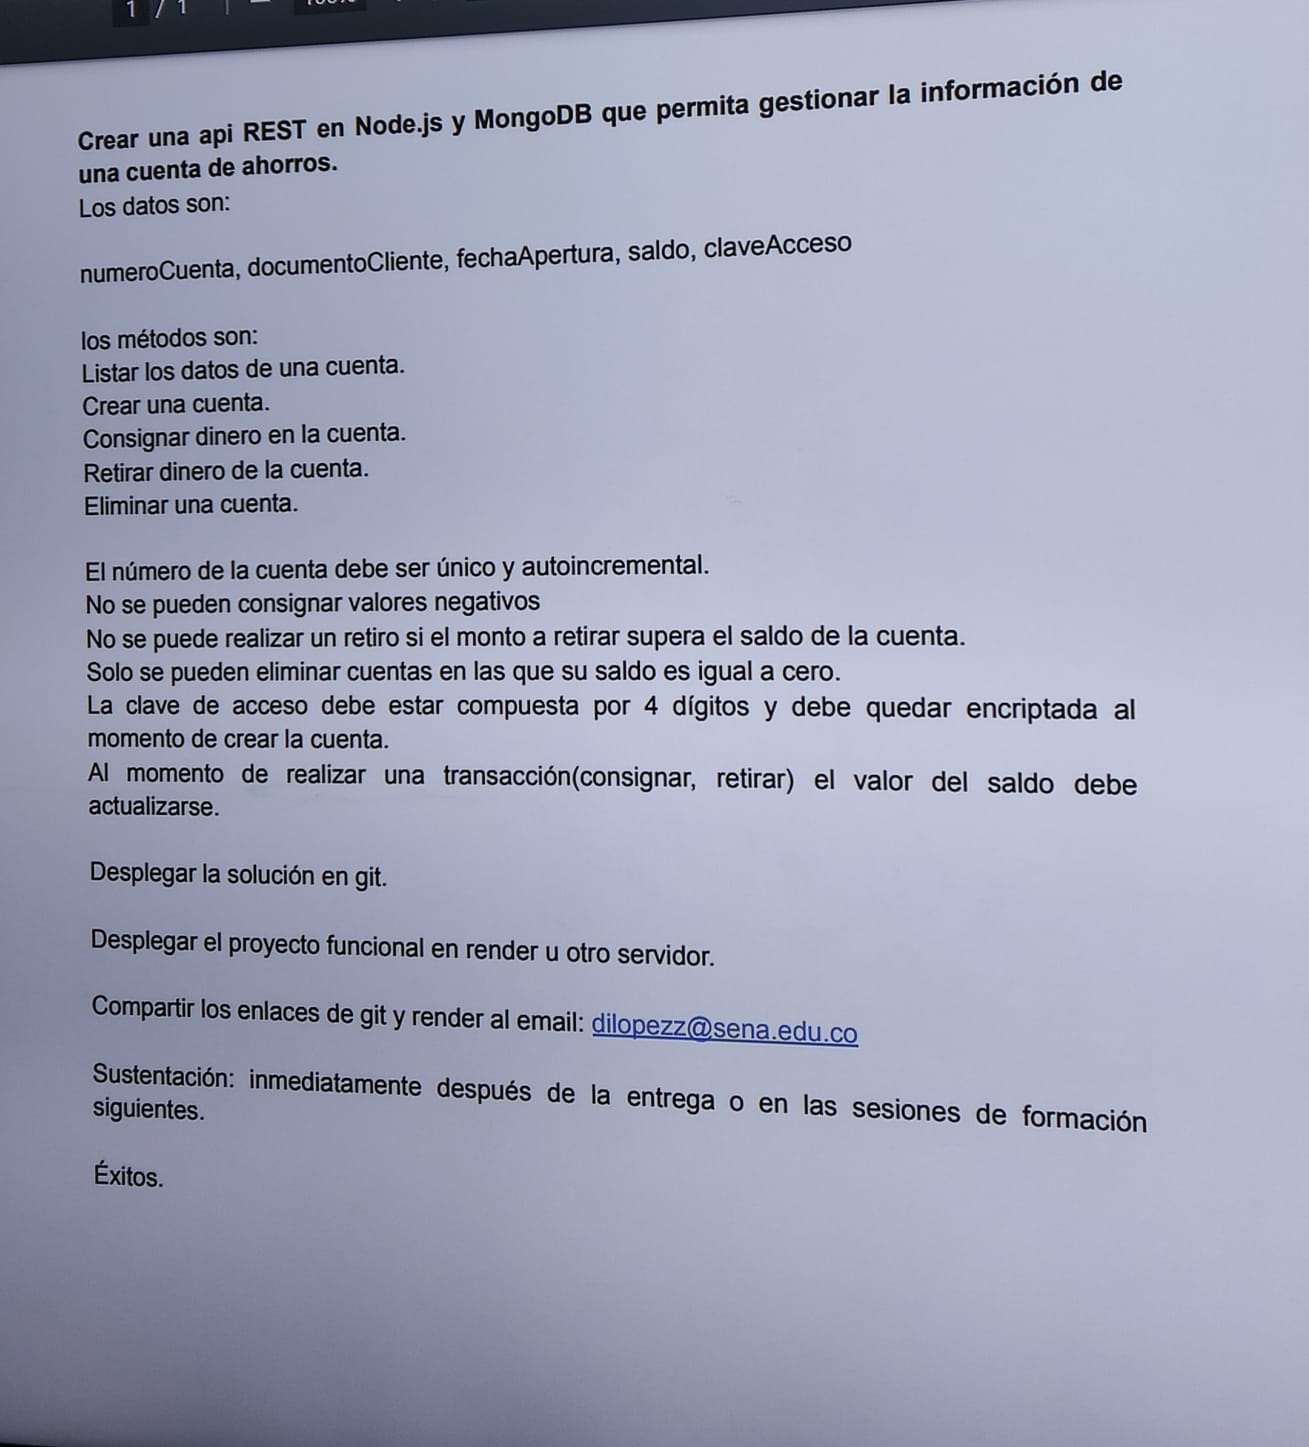 1 / 1
Crear una api REST en Node.js y MongoDB que permita gestionar la información de
una cuenta de ahorros.
Los datos son:
numeroCuenta, documentoCliente, fechaApertura, saldo, claveAcceso
los métodos son:
Listar los datos de una cuenta.
Crear una cuenta.
Consignar dinero en la cuenta.
Retirar dinero de la cuenta.
Eliminar una cuenta.
El número de la cuenta debe ser único y autoincremental.
No se pueden consignar valores negativos
No se puede realizar un retiro si el monto a retirar supera el saldo de la cuenta.
Solo se pueden eliminar cuentas en las que su saldo es igual a cero.
La clave de acceso debe estar compuesta por 4 dígitos y debe quedar encriptada al
momento de crear la cuenta.
Al momento de realizar una transacción(consignar, retirar) el valor del saldo debe
actualizarse.
Desplegar la solución en git.
Desplegar el proyecto funcional en render u otro servidor.
Compartir los enlaces de git y render al email: dilopezz@sena.edu.co
Sustentación: inmediatamente después de la entrega o en las sesiones de formación
siguientes.
Éxitos.